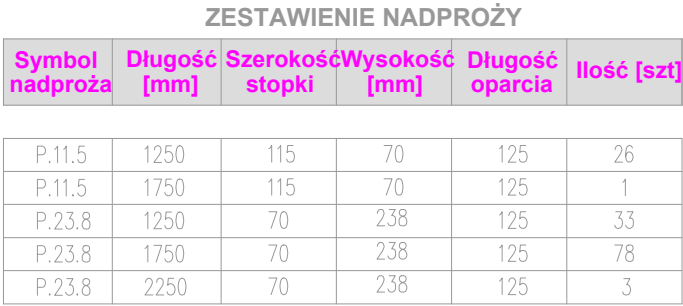 ZESTAWIENIE NADPROŻY
Symbol nadproża Długość [mm] Szerokość stopki Wysokość [mm] Długość oparcia Ilość [szt]
P.11.5 1250 115 70 125 26
P.11.5 1750 115 70 125 1
P.23.8 1250 70 238 125 33
P.23.8 1750 70 238 125 78
P.23.8 2250 70 238 125 3